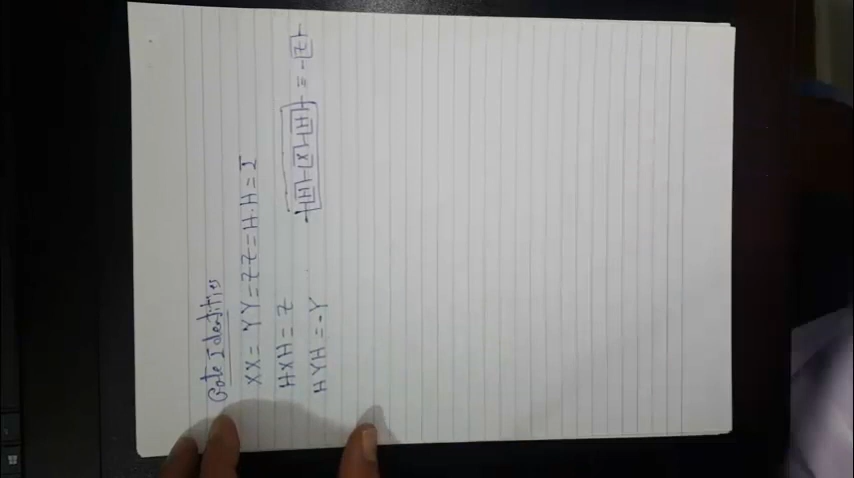 Gate Identities
XX = YY = ZZ = H·H = I
HXH = Z -[H]-[X]-[H]- ≡ -[Z]-
HYH = -Y